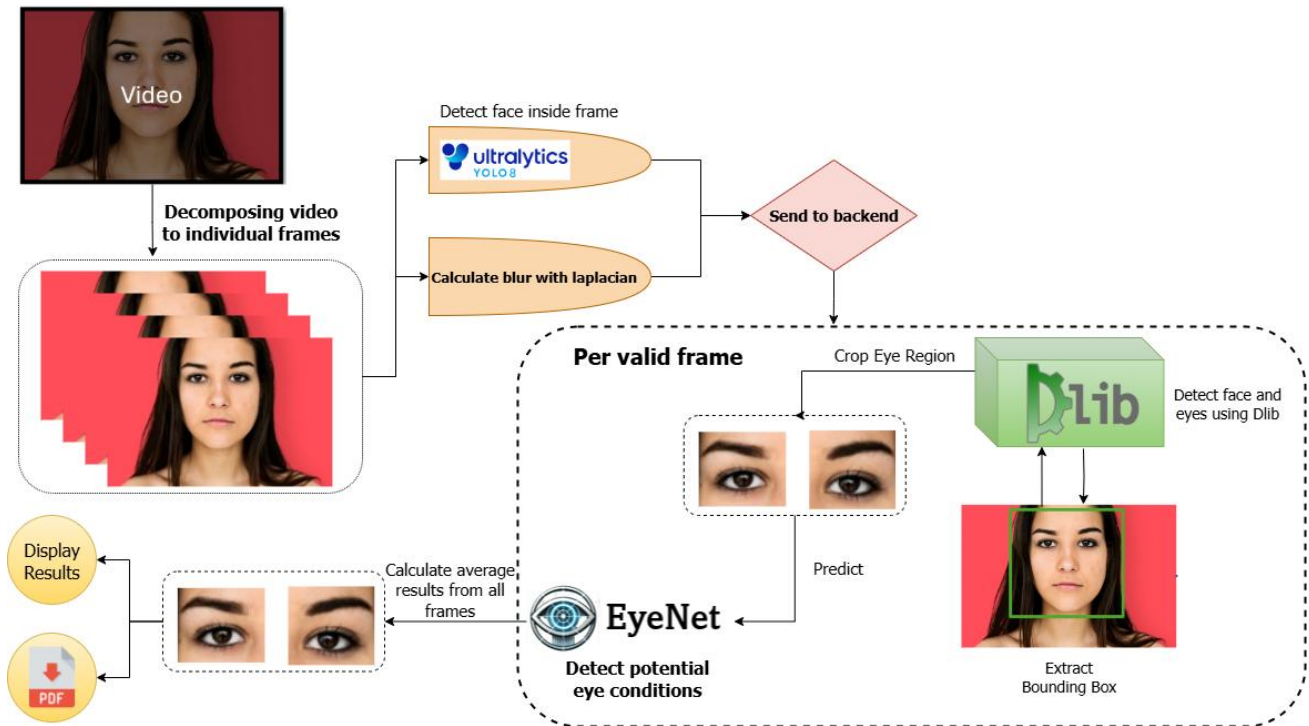 Video
Decomposing video
to individual frames
Detect face inside frame
ultralytics
YOLO8
Calculate blur with laplacian
Send to backend
Per valid frame
Crop Eye Region
Dlib
Detect face and
eyes using Dlib
Extract
Bounding Box
Predict
EyeNet
Detect potential
eye conditions
Calculate average
results from all
frames
Display
Results
PDF